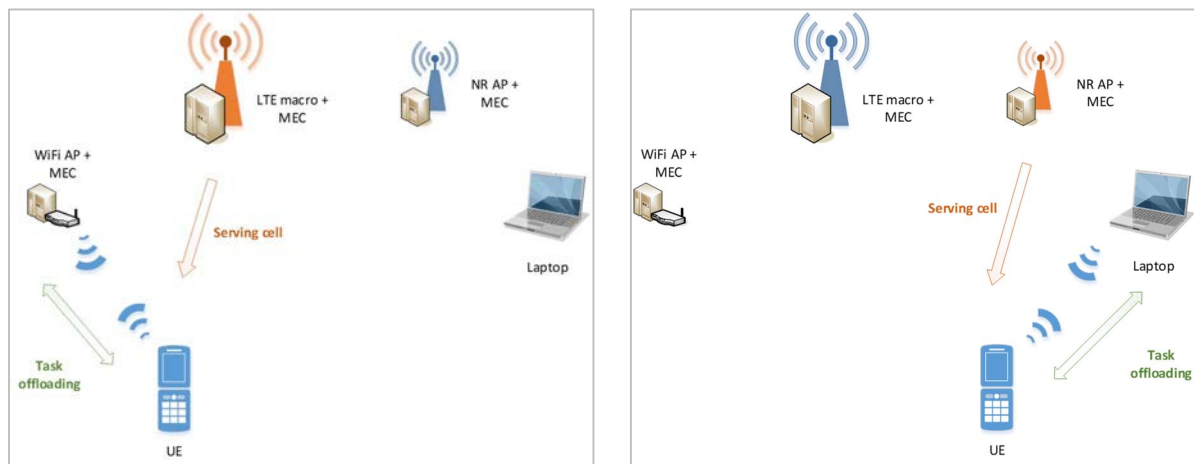 LTE macro +
MEC
NR AP +
MEC
WiFi AP +
MEC
Serving cell
Laptop
Task
offloading
UE
LTE macro +
MEC
NR AP +
MEC
WiFi AP +
MEC
Serving cell
Laptop
Task
offloading
UE